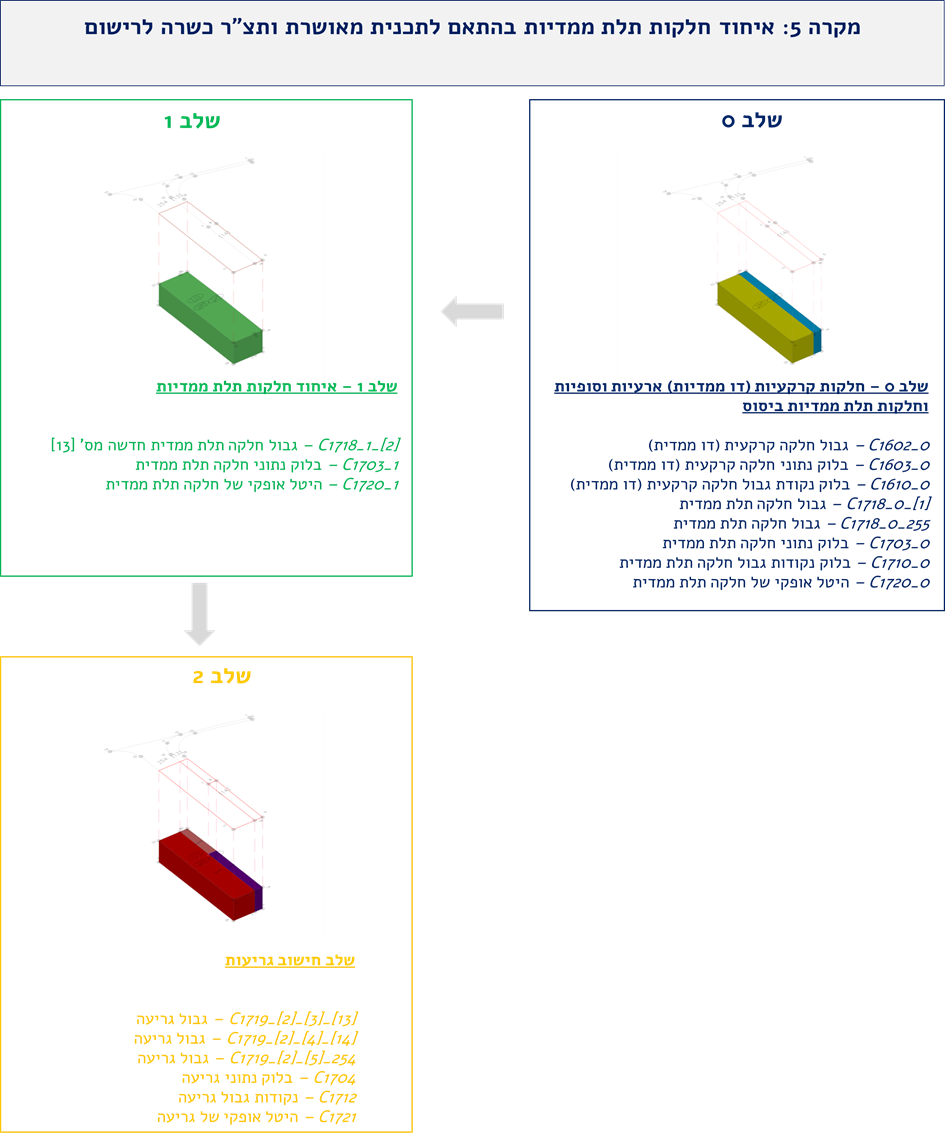 מקרה 5: איחוד חלקות תלת ממדיות בהתאם לתכנית מאושרת ותצ"ר כשרה לרישום
שלב 0
שלב 0 – חלקות קרקעיות (דו ממדיות) ארעיות וסופיות
וחלקות תלת ממדיות ביסוס
C1602_0 – גבול חלקה קרקעית (דו ממדית)
C1603_0 – בלוק נתוני חלקה קרקעית (דו ממדית)
C1610_0 – בלוק נקודת גבול חלקה קרקעית (דו ממדית)
C1718_0_[1] – גבול חלקה תלת ממדית
C1718_0_255 – גבול חלקה תלת ממדית
C1703_0 – בלוק נתוני חלקה תלת ממדית
C1710_0 – בלוק נקודות גבול חלקה תלת ממדית
C1720_0 – היטל אופקי של חלקה תלת ממדית
שלב 1
שלב 1 – איחוד חלקות תלת ממדיות
C1718_1_[2] – גבול חלקה תלת ממדית חדשה מס' [13]
C1703_1 – בלוק נתוני חלקה תלת ממדית
C1720_1 – היטל אופקי של חלקה תלת ממדית
שלב 2
שלב חישוב גריעות
C1719_[2]_[3]_[13] – גבול גריעה
C1719_[2]_[4]_[14] – גבול גריעה
C1719_[2]_[5]_254 – גבול גריעה
C1704 – בלוק נתוני גריעה
C1712 – נקודות גבול גריעה
C1721 – היטל אופקי של גריעה